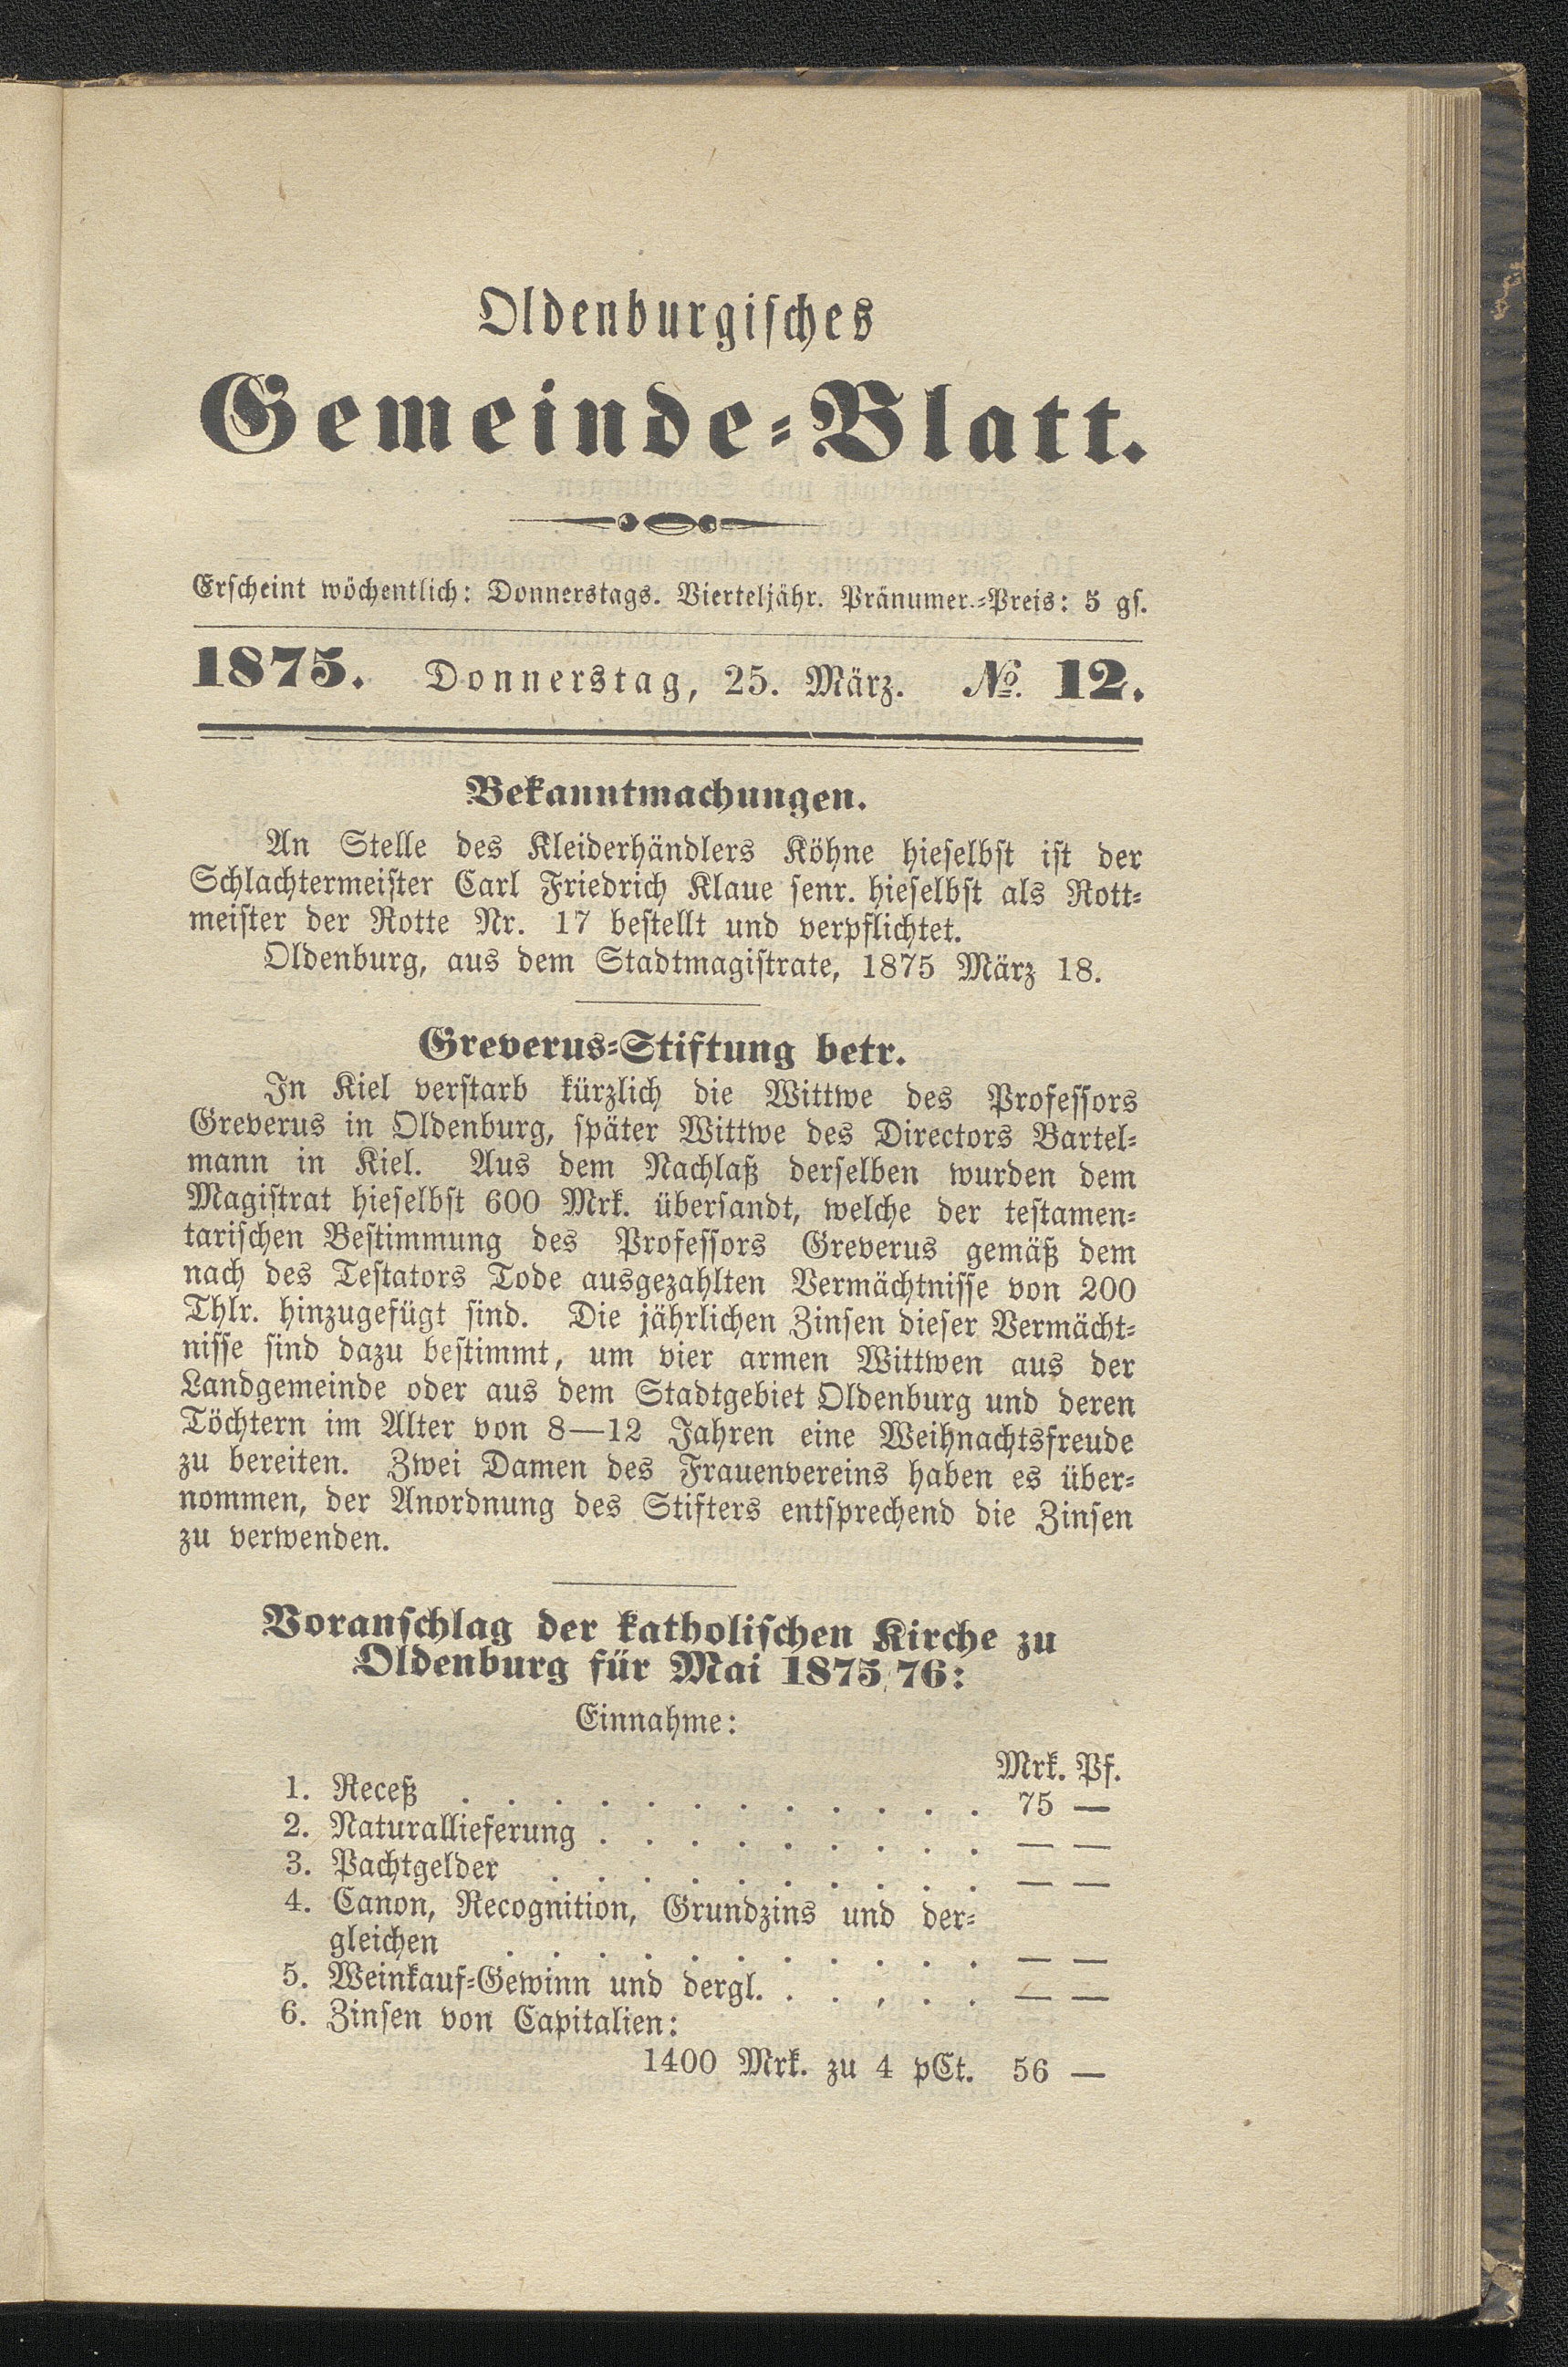 Oldenburgisches
Gemeinde-Blatt.
Erscheint wöchentlich: Donnerstags. Vierteljähr. Pränumer.-Preis: 5 gs.
1875. Donnerstag, 25. März. No. 12.
Bekanntmachungen.
An Stelle des Kleiderhändlers Köhne hieselbst ist der
Schlachtermeister Carl Friedrich Klaue senr. hieselbst als Rott-
meister der Rotte Nr. 17 bestellt und verpflichtet.
Oldenburg, aus dem Stadtmagistrate, 1875 März 18.
Greverus-Stiftung betr.
In Kiel verstarb kürzlich die Wittwe des Professors
Greverus in Oldenburg, später Wittwe des Directors Bartel-
mann in Kiel. Aus dem Nachlaß derselben wurden dem
Magistrat hieselbst 600 Mrk. übersandt, welche der testamen-
tarischen Bestimmung des Professors Greverus gemäß dem
nach des Testators Tode ausgezahlten Vermächtnisse von 200
Thlr. hinzugefügt sind. Die jährlichen Zinsen dieser Vermächt-
nisse sind dazu bestimmt, um vier armen Wittwen aus der
Landgemeinde oder aus dem Stadtgebiet Oldenburg und deren
Töchtern im Alter von 8—12 Jahren eine Weihnachtsfreude
zu bereiten. Zwei Damen des Frauenvereins haben es über-
nommen, der Anordnung des Stifters entsprechend die Zinsen
zu verwenden.
Voranschlag der katholischen Kirche zu
Oldenburg für Mai 1875/76:
Einnahme:
Mrk. Pf.
1. Receß . . . . . . . . . . . . 75 —
2. Naturallieferung . . . . . . . . . — —
3. Pachtgelder . . . . . . . . . . — —
4. Canon, Recognition, Grundzins und der-
gleichen . . . . . . . . . . . — —
5. Weinkauf-Gewinn und dergl. . . . . . — —
6. Zinsen von Capitalien:
1400 Mrk. zu 4 pCt. 56 —